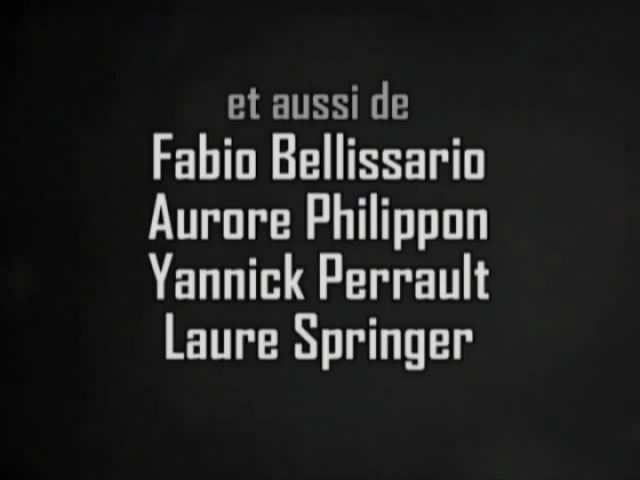 et aussi de
Fabio Bellissario
Aurore Philippon
Yannick Perrault
Laure Springer